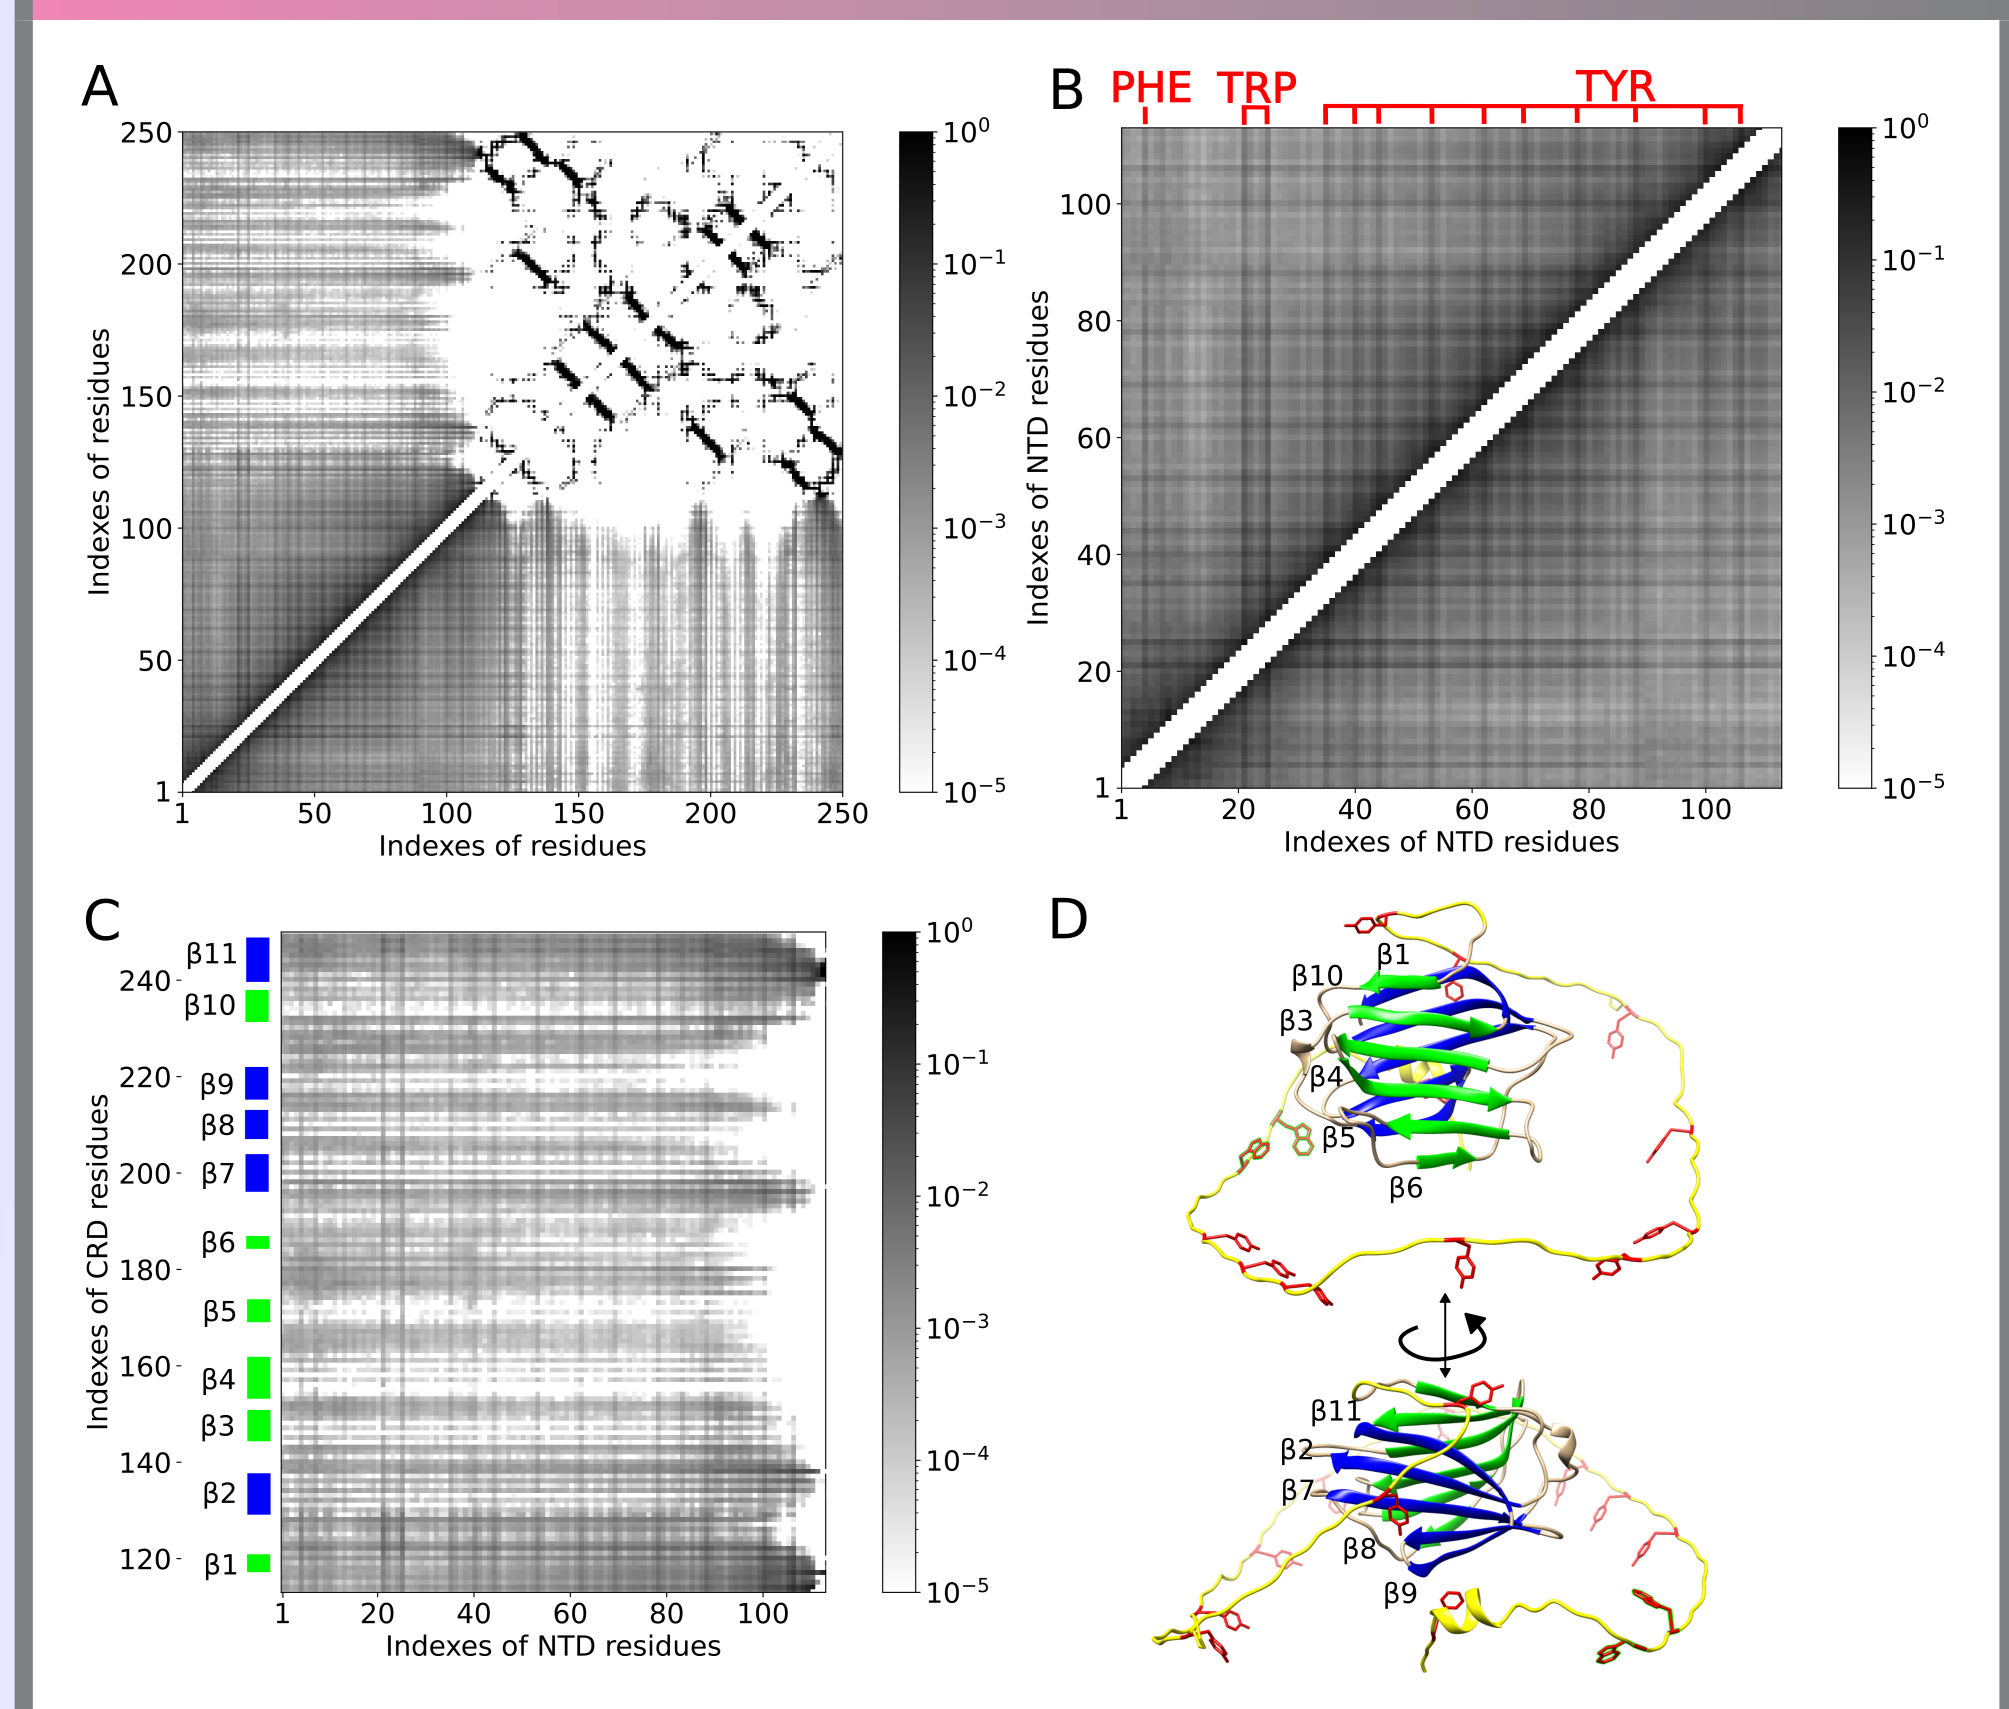 A
250
200
150
100
50
1
1 50 100 150 200 250
Indexes of residues
Indexes of residues
10⁰
10⁻¹
10⁻²
10⁻³
10⁻⁴
10⁻⁵
B
PHE TRP TYR
100
80
60
40
20
1
1 20 40 60 80 100
Indexes of NTD residues
Indexes of NTD residues
10⁰
10⁻¹
10⁻²
10⁻³
10⁻⁴
10⁻⁵
C
β11
β10
β9
β8
β7
β6
β5
β4
β3
β2
β1
240
220
200
180
160
140
120
1 20 40 60 80 100
Indexes of CRD residues
Indexes of NTD residues
10⁰
10⁻¹
10⁻²
10⁻³
10⁻⁴
10⁻⁵
D
β1
β10
β3
β4
β5
β6
β11
β2
β7
β8
β9